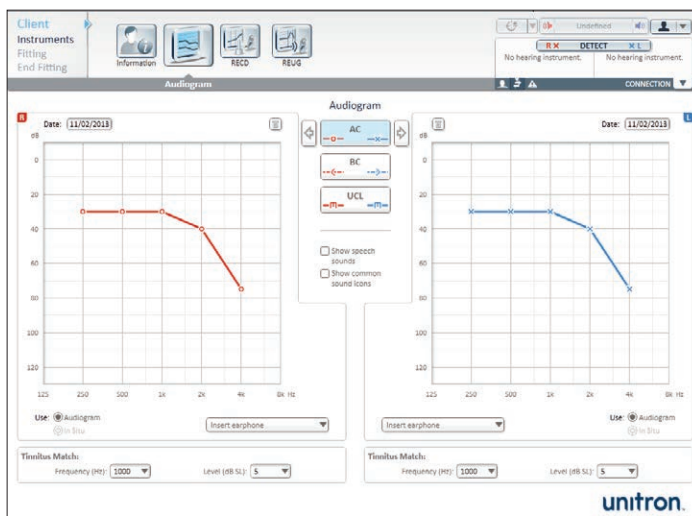 Client
Instruments
Fitting
End Fitting
Information
RECD
REUG
Audiogram
Undefined
R X DETECT X L
No hearing instrument.
No hearing instrument.
CONNECTION
Audiogram
R
Date: 11/02/2013
dB
0
20
40
60
80
100
120
125 250 500 1k 2k 4k 8k Hz
Use: Audiogram
In Situ
Insert earphone
AC
BC
UCL
Show speech
sounds
Show common
sound icons
L
Date: 11/02/2013
dB
0
20
40
60
80
100
120
125 250 500 1k 2k 4k 8k Hz
Insert earphone
Use: Audiogram
In Situ
Tinnitus Match:
Frequency (Hz): 1000 Level (dB SL): 5
Tinnitus Match:
Frequency (Hz): 1000 Level (dB SL): 5
unitron.